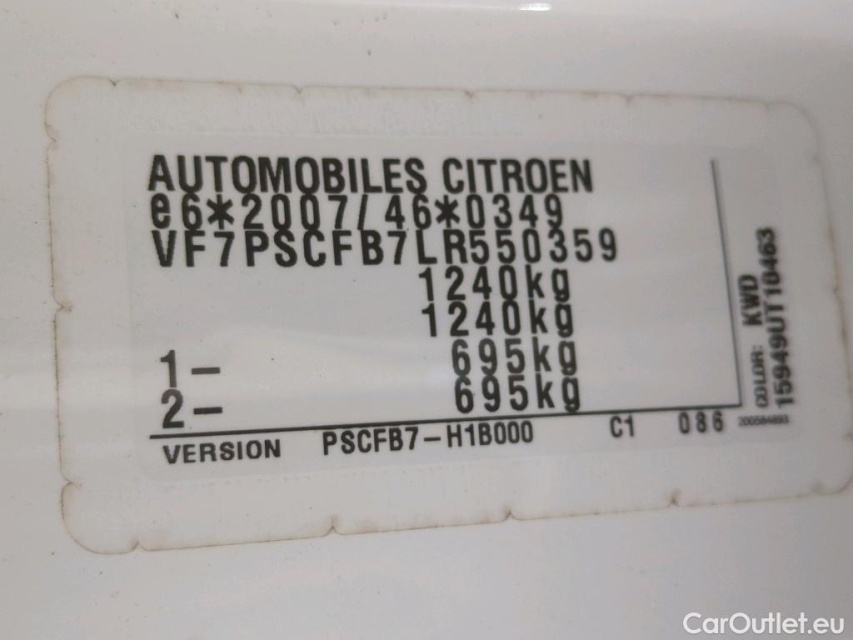 AUTOMOBILES CITROEN
e6*2007/46*0349
VF7PSCFB7LR550359
1240kg
1240kg
1- 695kg
2- 695kg
VERSION PSCFB7-H1B000 C1 086
COLOR: KWD
15949UT10463
CarOutlet.eu